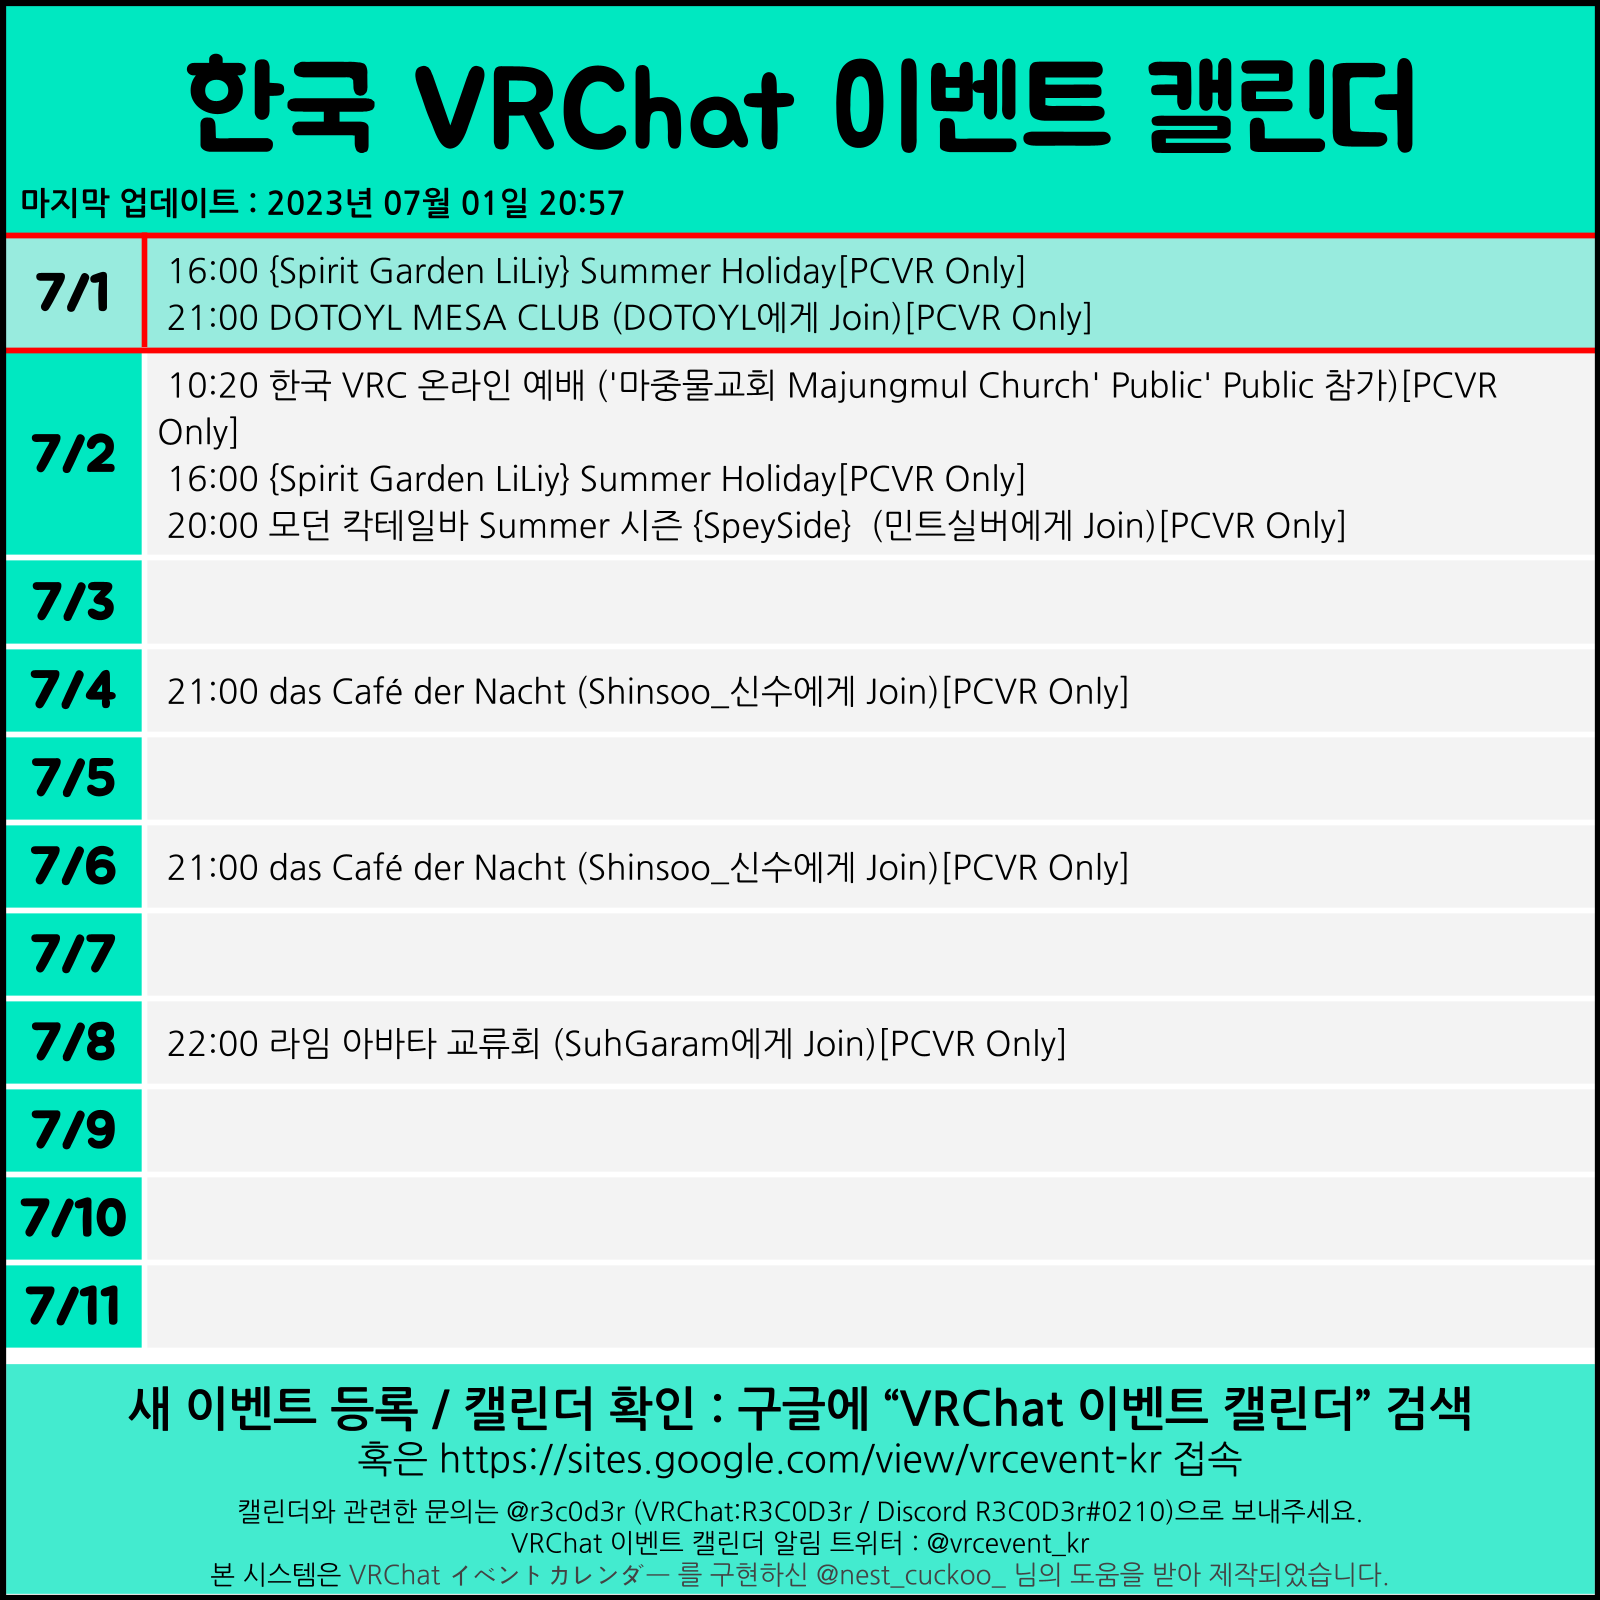 한국 VRChat 이벤트 캘린더
마지막 업데이트 : 2023년 07월 01일 20:57
7/1
16:00 {Spirit Garden LiLiy} Summer Holiday[PCVR Only]
21:00 DOTOYL MESA CLUB (DOTOYL에게 Join)[PCVR Only]
7/2
10:20 한국 VRC 온라인 예배 ('마중물교회 Majungmul Church' Public' Public 참가)[PCVR
Only]
16:00 {Spirit Garden LiLiy} Summer Holiday[PCVR Only]
20:00 모던 칵테일바 Summer 시즌 {SpeySide}  (민트실버에게 Join)[PCVR Only]
7/3
7/4
21:00 das Café der Nacht (Shinsoo_신수에게 Join)[PCVR Only]
7/5
7/6
21:00 das Café der Nacht (Shinsoo_신수에게 Join)[PCVR Only]
7/7
7/8
22:00 라임 아바타 교류회 (SuhGaram에게 Join)[PCVR Only]
7/9
7/10
7/11
새 이벤트 등록 / 캘린더 확인 : 구글에 “VRChat 이벤트 캘린더” 검색
혹은 https://sites.google.com/view/vrcevent-kr 접속
캘린더와 관련한 문의는 @r3c0d3r (VRChat:R3C0D3r / Discord R3C0D3r#0210)으로 보내주세요.
VRChat 이벤트 캘린더 알림 트위터 : @vrcevent_kr
본 시스템은 VRChat イベントカレンダー 를 구현하신 @nest_cuckoo_ 님의 도움을 받아 제작되었습니다.